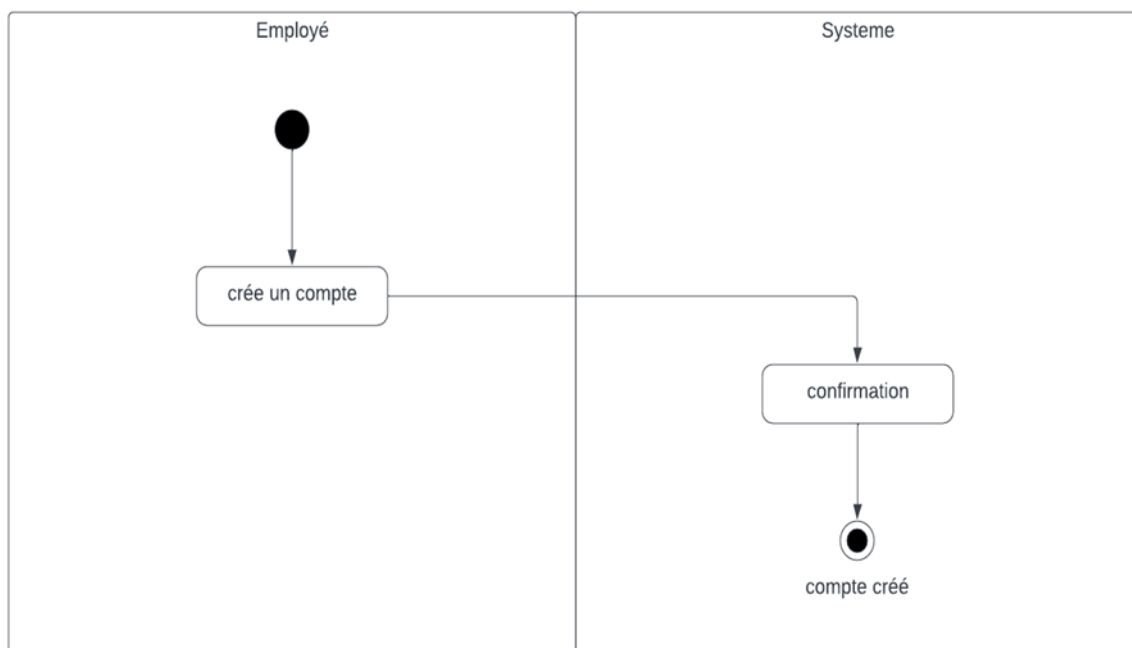 Employé
Systeme
crée un compte
confirmation
compte créé